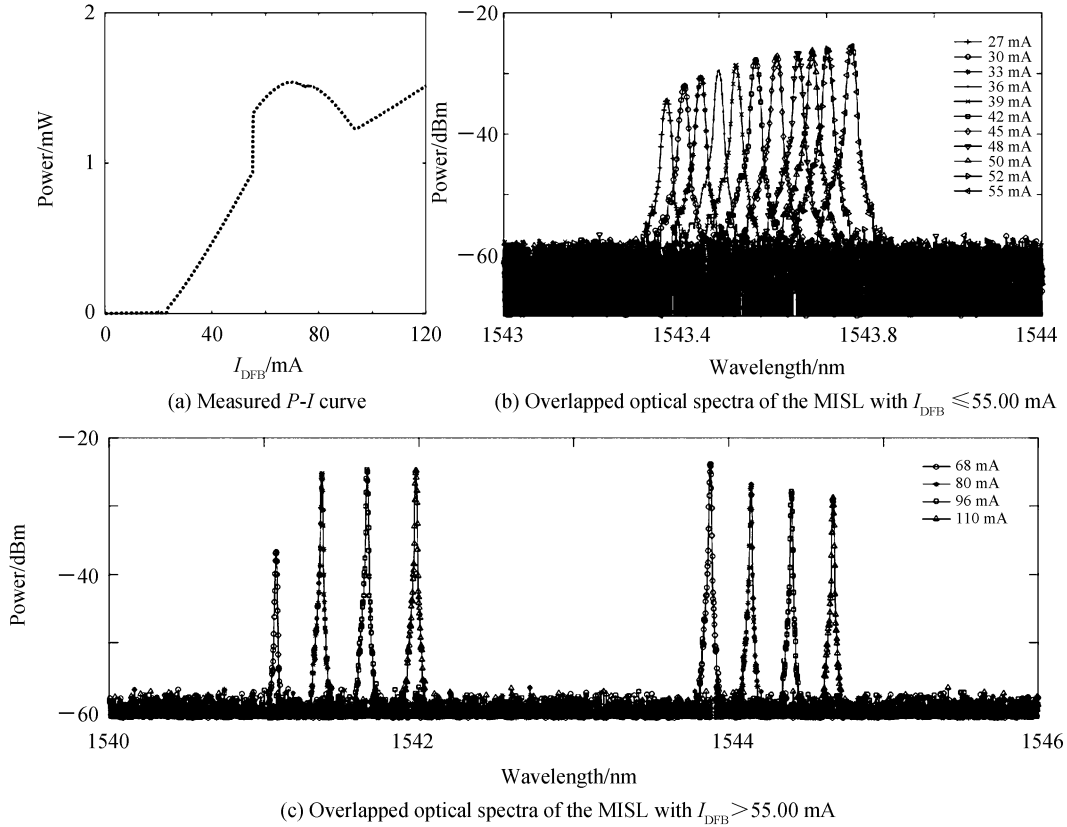 2
1
0
Power/mW
0
40
80
120
I_DFB/mA
(a) Measured P-I curve
−20
−40
−60
Power/dBm
27 mA
30 mA
33 mA
36 mA
39 mA
42 mA
45 mA
48 mA
50 mA
52 mA
55 mA
1543
1543.4
1543.8
1544
Wavelength/nm
(b) Overlapped optical spectra of the MISL with I_DFB ≤55.00 mA
−20
−40
−60
Power/dBm
68 mA
80 mA
96 mA
110 mA
1540
1542
1544
1546
Wavelength/nm
(c) Overlapped optical spectra of the MISL with I_DFB>55.00 mA